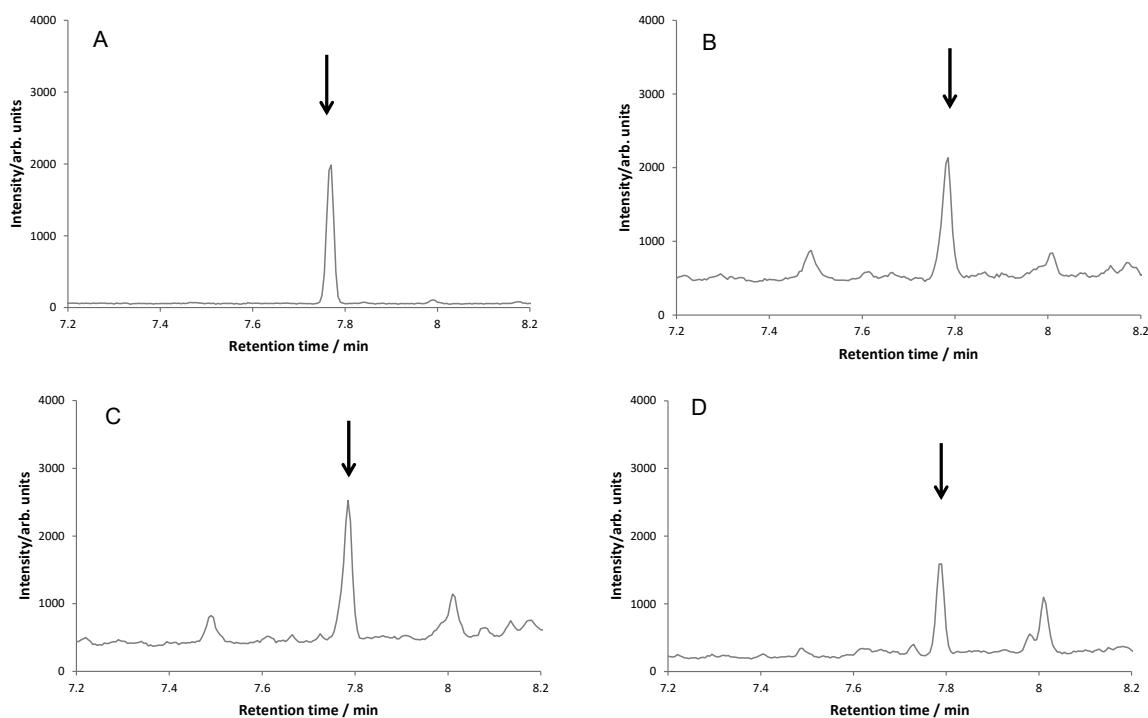 A
4000
3000
2000
1000
0
7.2 7.4 7.6 7.8 8 8.2
Intensity/arb. units
Retention time / min
B
4000
3000
2000
1000
0
7.2 7.4 7.6 7.8 8 8.2
Intensity/arb. units
Retention time / min
C
4000
3000
2000
1000
0
7.2 7.4 7.6 7.8 8 8.2
Intensity/arb. units
Retention time / min
D
4000
3000
2000
1000
0
7.2 7.4 7.6 7.8 8 8.2
Intensity/arb. units
Retention time / min